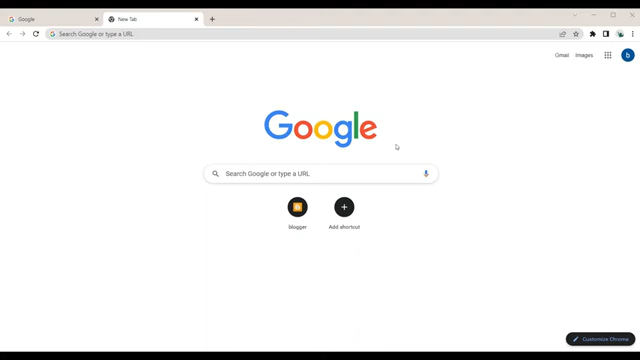 Google
New Tab
Search Google or type a URL
Gmail Images
b
Google
Search Google or type a URL
blogger
Add shortcut
Customize Chrome